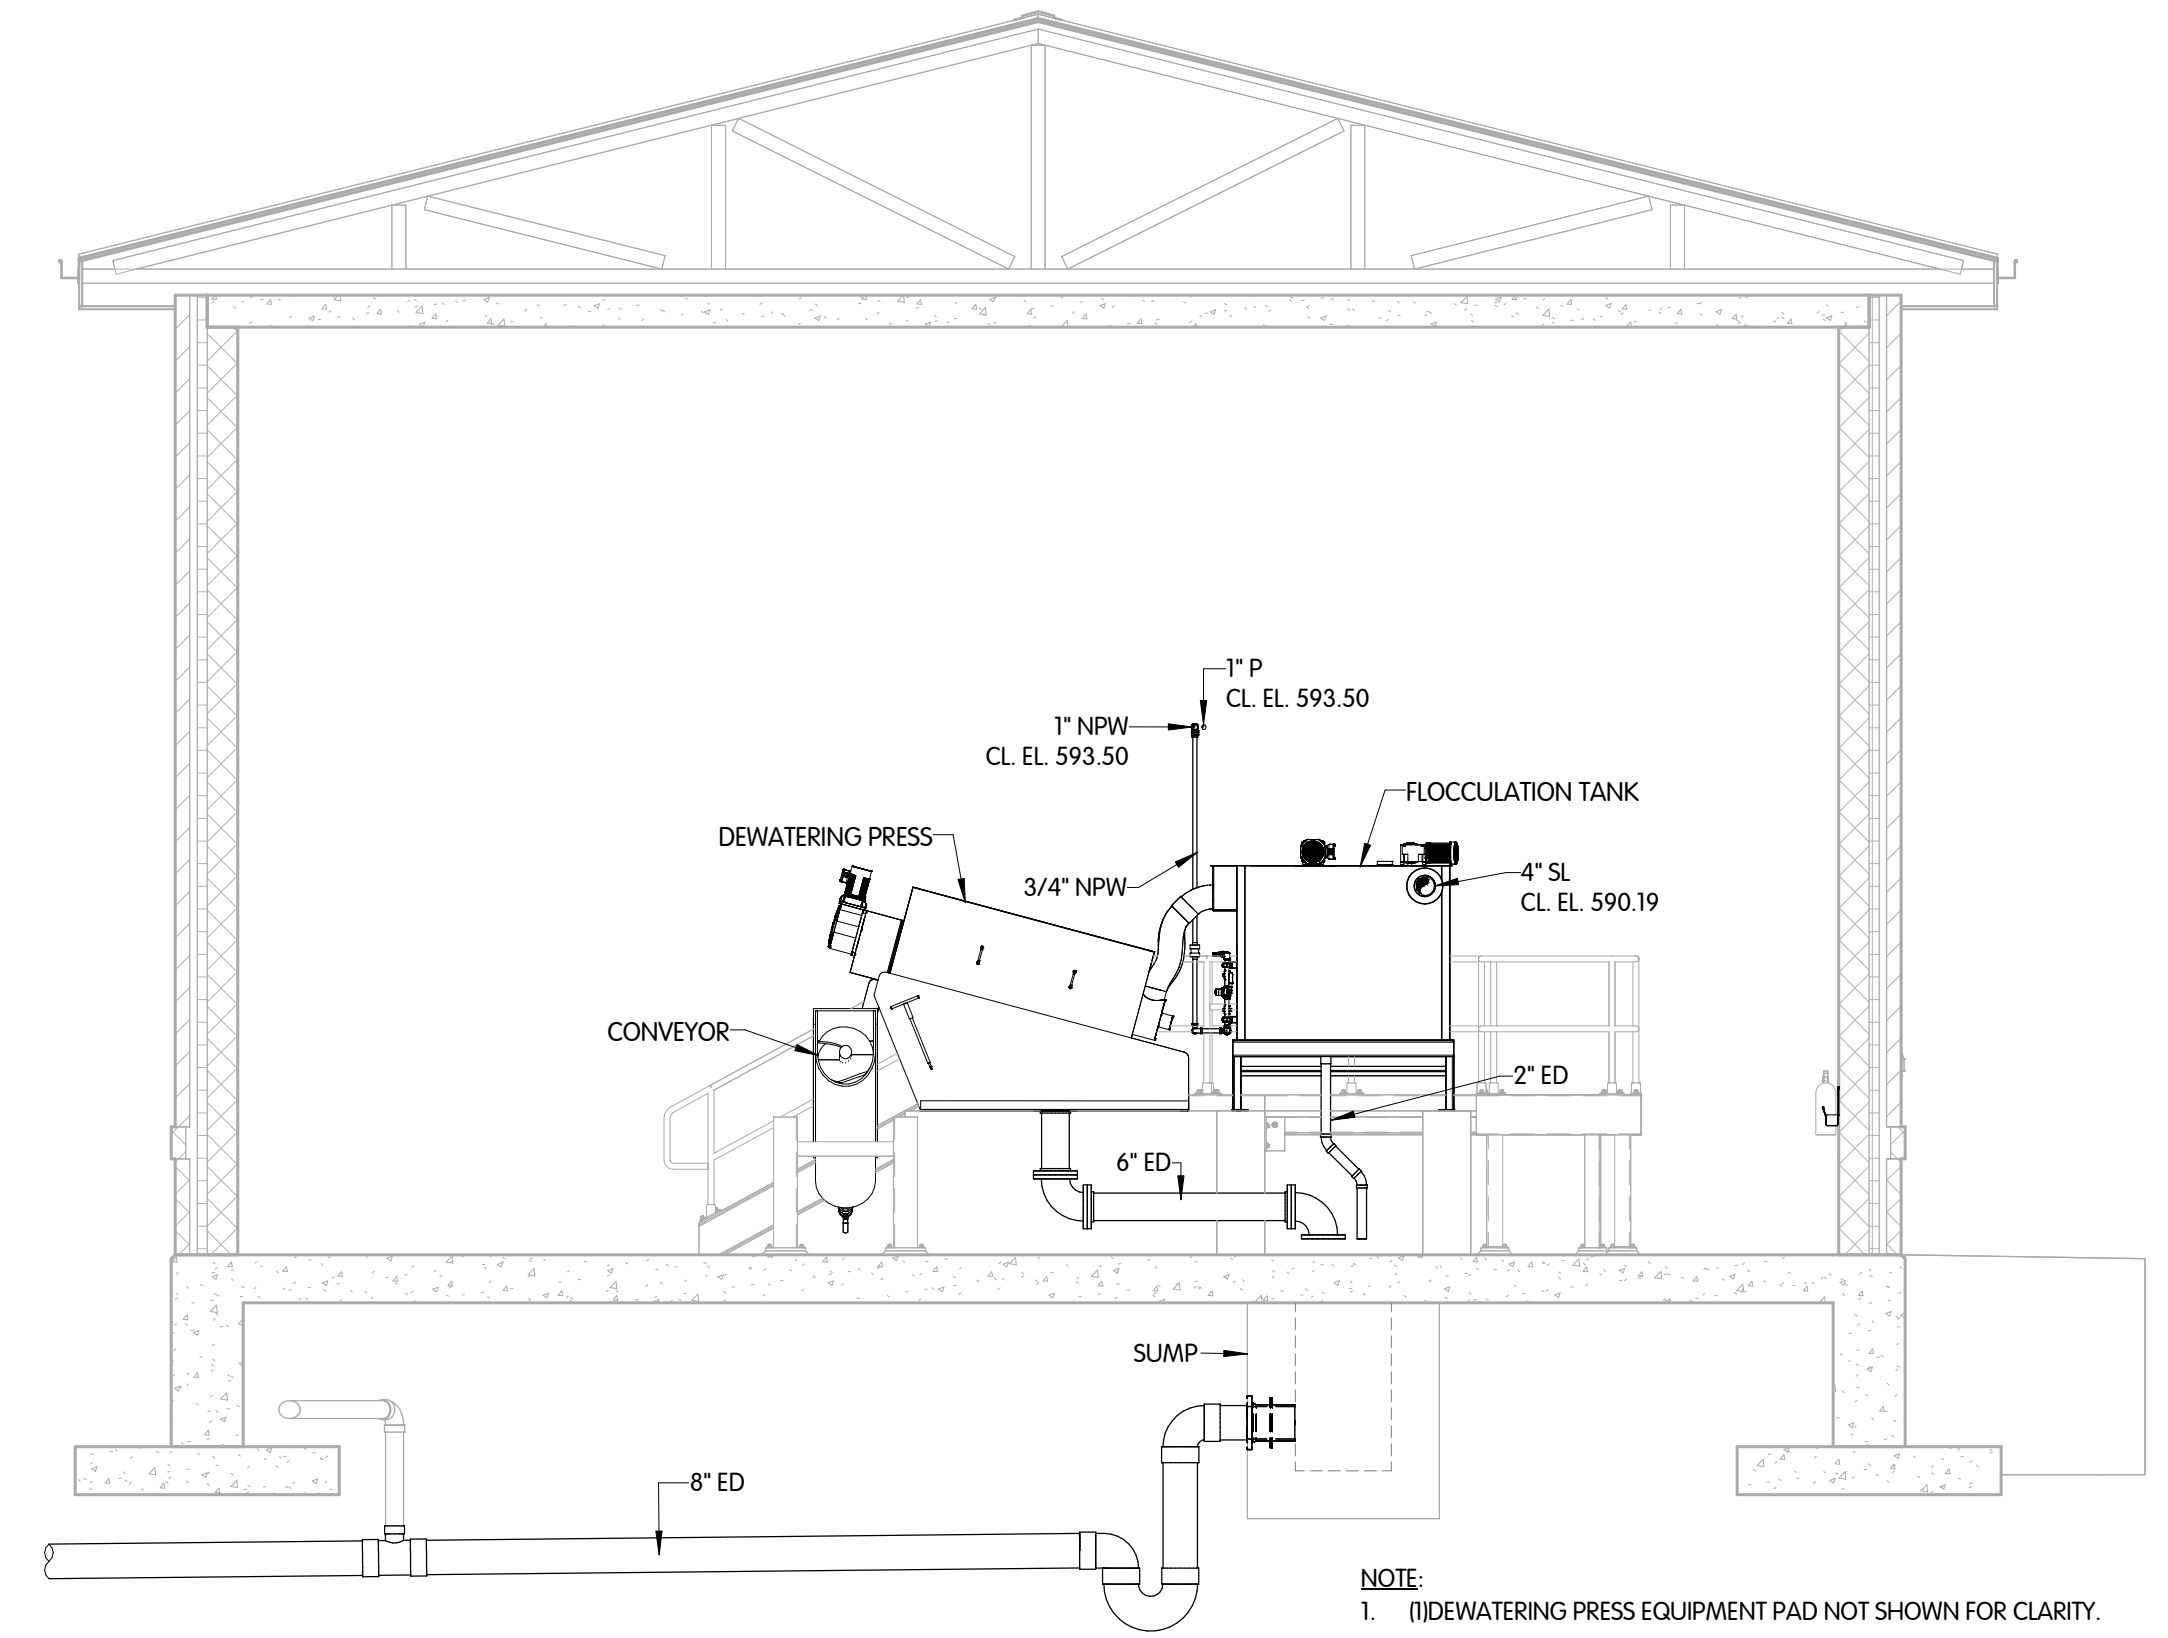 1" P
CL. EL. 593.50
1" NPW
CL. EL. 593.50
FLOCCULATION TANK
DEWATERING PRESS
3/4" NPW
4" SL
CL. EL. 590.19
CONVEYOR
2" ED
6" ED
SUMP
8" ED
NOTE:
1. (1)DEWATERING PRESS EQUIPMENT PAD NOT SHOWN FOR CLARITY.